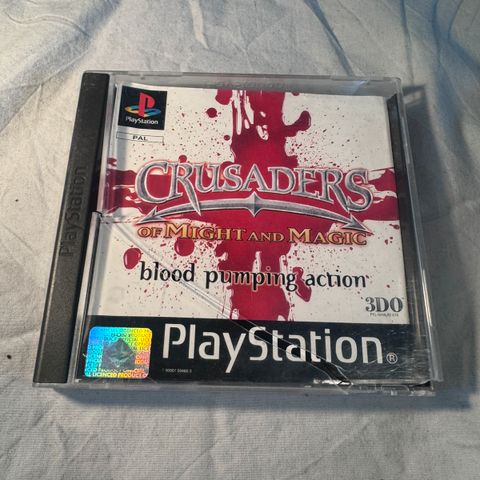 PlayStation
PlayStation
PAL
CRUSADERS
OF MIGHT AND MAGIC
blood pumping action
3DO
PlayStation®